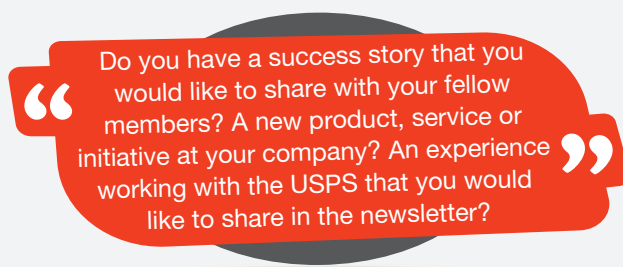 “
Do you have a success story that you
would like to share with your fellow
members? A new product, service or
initiative at your company? An experience
working with the USPS that you would
like to share in the newsletter?
”